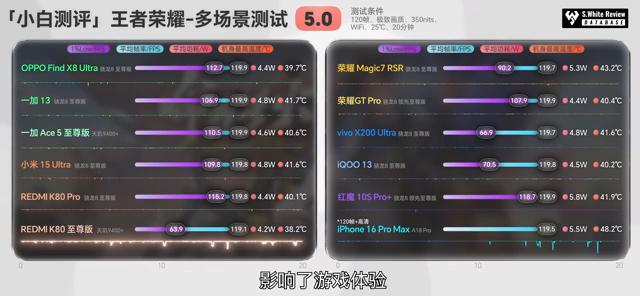 「小白测评」王者荣耀-多场景测试 5.0
测试条件
120帧、极致画质、350nits、
WiFi、25℃、20分钟
S.White Review
DATABASE
1%Low帧/FPS 平均帧率/FPS 平均功耗/W 机身最高温度/℃
OPPO Find X8 Ultra 骁龙8 至尊版 112.7 119.9 4.4W 39.7℃
一加 13 骁龙8 至尊版 106.9 119.9 4.8W 41.7℃
一加 Ace 5 至尊版 天玑9400+ 110.5 119.9 4.6W 40.6℃
小米 15 Ultra 骁龙8 至尊版 109.8 119.8 4.8W 41.6℃
REDMI K80 Pro 骁龙8 至尊版 115.2 119.8 4.4W 40.1℃
REDMI K80 至尊版 天玑9400+ 63.9 119.1 4.2W 38.2℃
0 10 20
平均帧率/FPS 平均功耗/W 机身最高温度/℃
荣耀 Magic7 RSR 骁龙8 至尊版 90.2 119.7 5.3W 43.2℃
荣耀GT Pro 骁龙8 领先至尊版 107.9 119.9 4.4W 40.4℃
vivo X200 Ultra 骁龙8 至尊版 66.9 119.7 4.8W 41.6℃
iQOO 13 骁龙8 至尊版 70.5 119.8 4.5W 40.2℃
红魔 10S Pro+ 骁龙8 领先至尊版 118.7 119.9 5.8W 41.9℃
*120帧+高清
iPhone 16 Pro Max A18 Pro 119.5 5.5W 48.2℃
0 10 20
影响了游戏体验